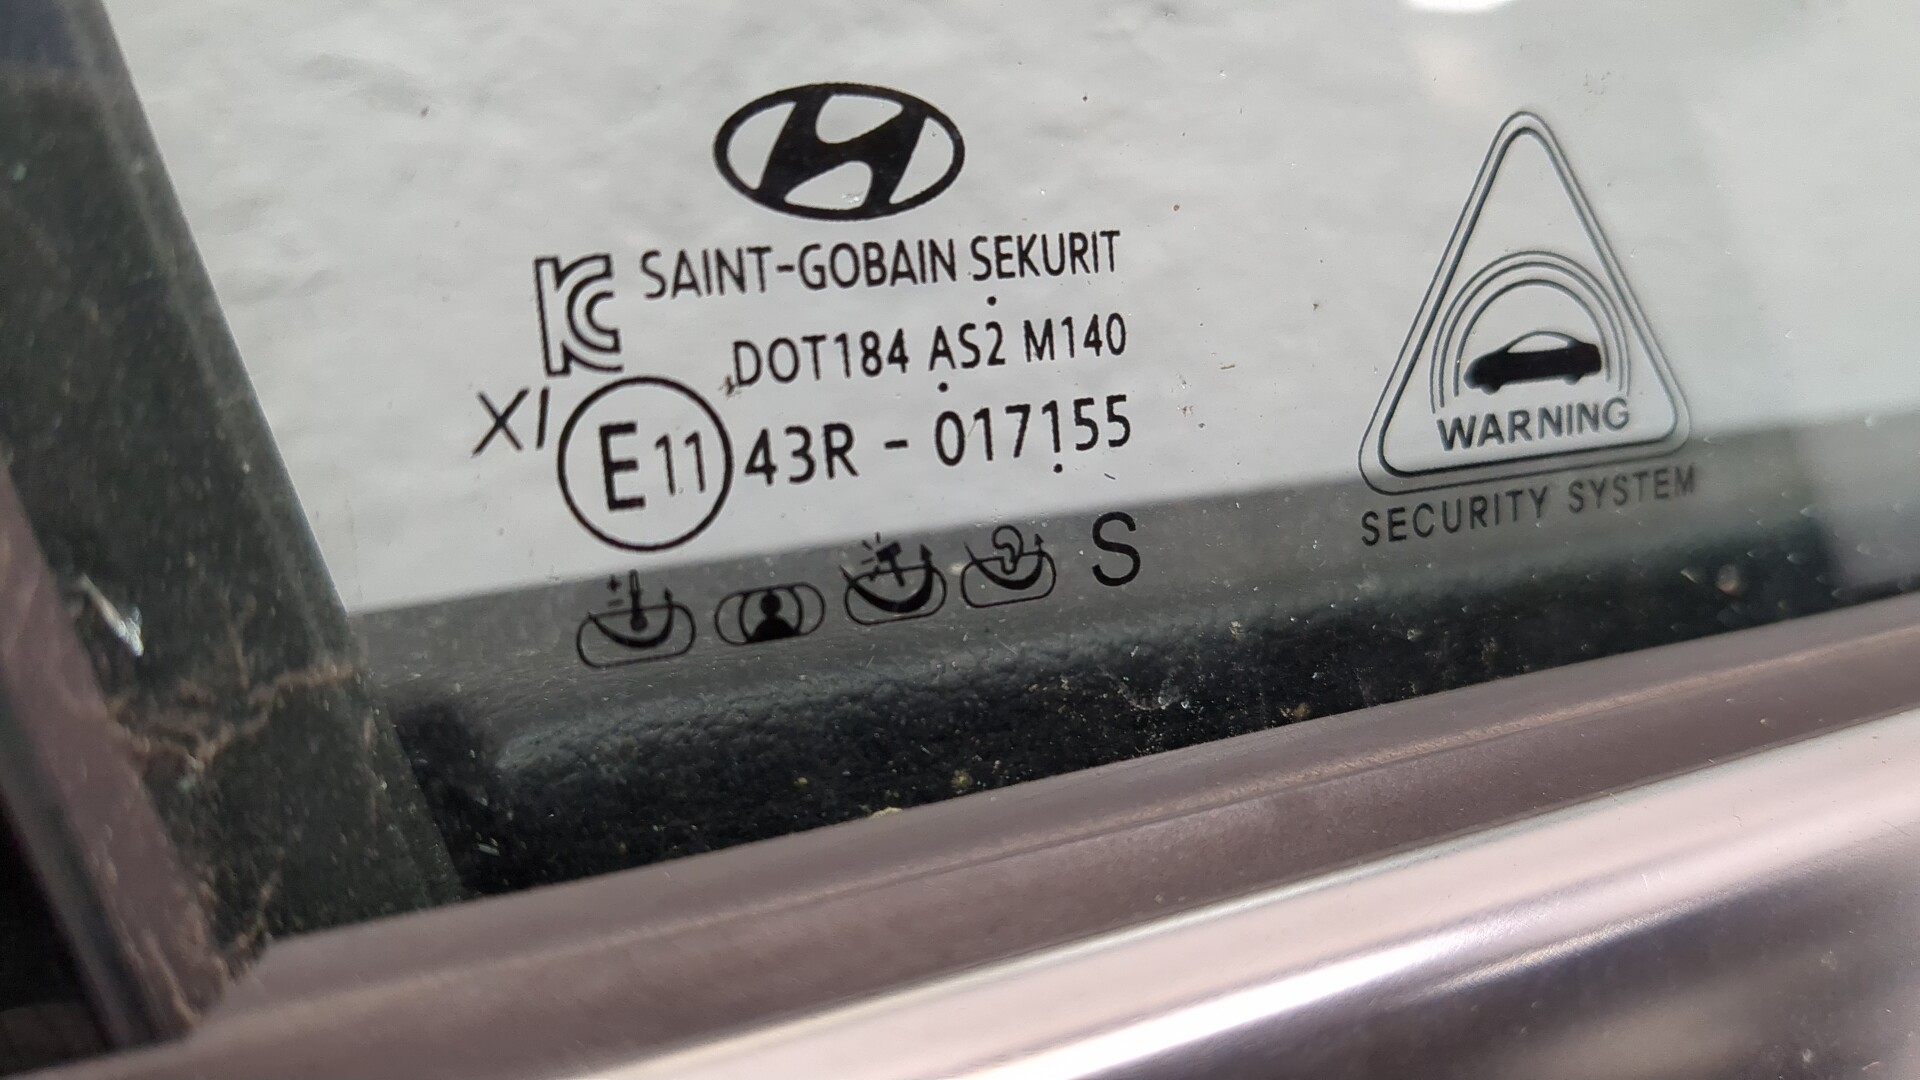 SAINT-GOBAIN SEKURIT
DOT184 AS2 M140
XI E11 43R - 017155
S
WARNING
SECURITY SYSTEM